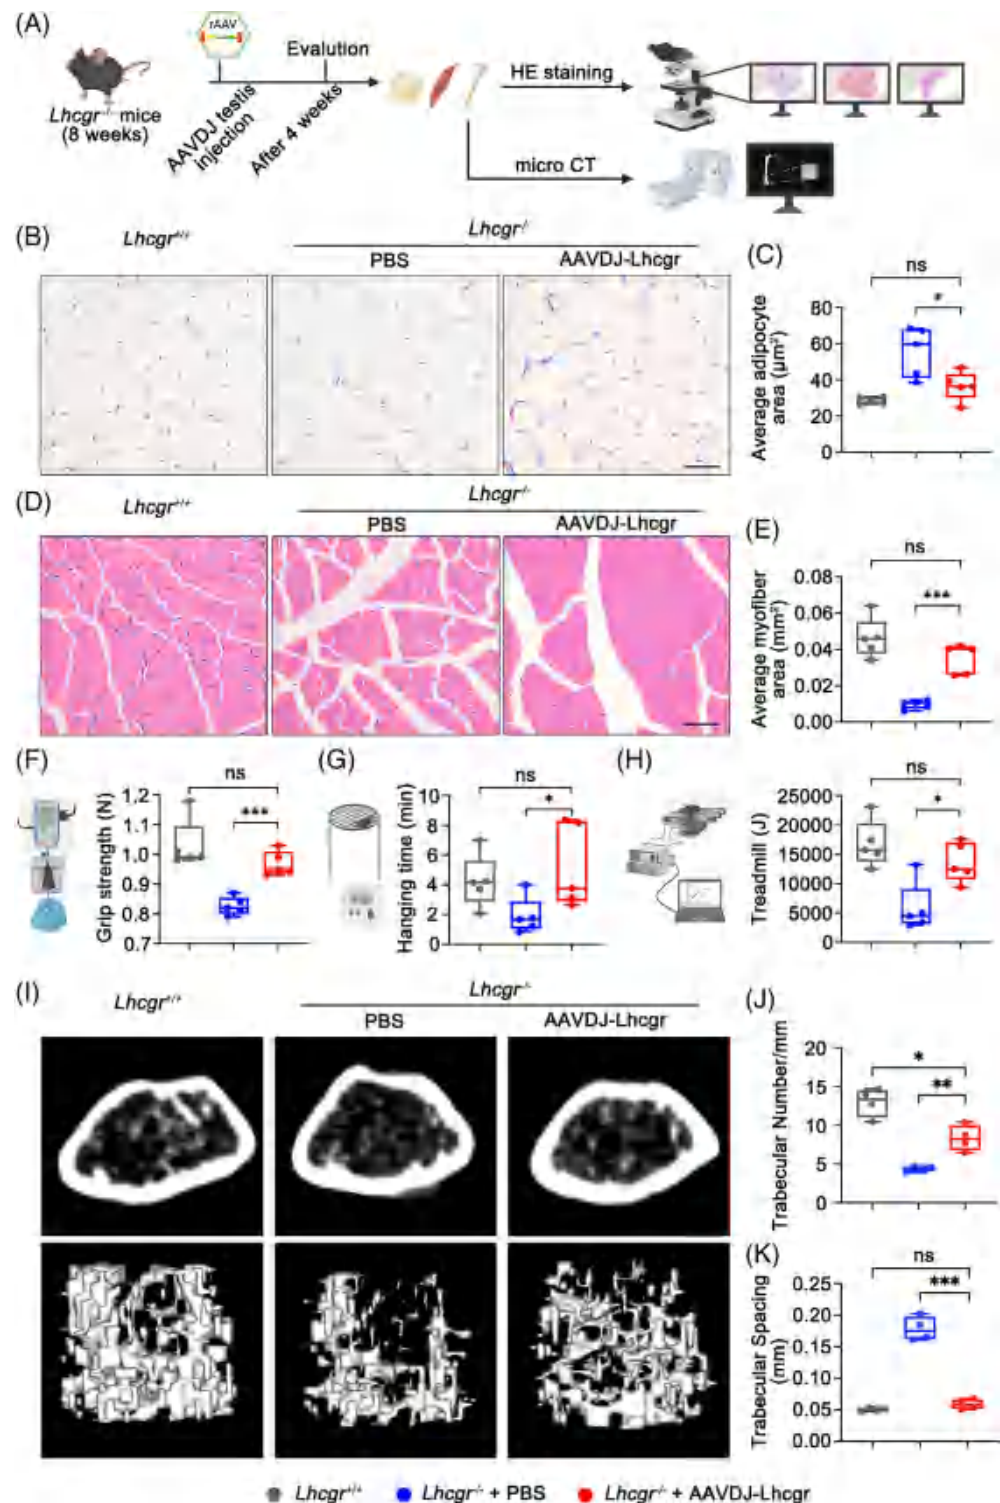 (A)
rAAV
Evalution
HE staining
Lhcgr-/- mice
(8 weeks)
AAVDJ testis
injection
After 4 weeks
micro CT
(B)
Lhcgr+/+
Lhcgr-/-
PBS
AAVDJ-Lhcgr
(C)
ns
*
Average adipocyte
area (μm²)
80
60
40
20
0
(D)
Lhcgr+/+
Lhcgr-/-
PBS
AAVDJ-Lhcgr
(E)
ns
***
Average myofiber
area (mm²)
0.08
0.06
0.04
0.02
0.00
(F)
ns
***
Grip strength (N)
1.2
1.1
1.0
0.9
0.8
0.7
(G)
ns
*
Hanging time (min)
10
8
6
4
2
0
(H)
ns
*
Treadmill (J)
25000
20000
15000
10000
5000
0
(I)
Lhcgr+/+
Lhcgr-/-
PBS
AAVDJ-Lhcgr
(J)
*
**
Trabecular Number/mm
20
15
10
5
0
(K)
ns
***
Trabecular Spacing
(mm)
0.25
0.20
0.15
0.10
0.05
0.00
Lhcgr+/+
Lhcgr-/- + PBS
Lhcgr-/- + AAVDJ-Lhcgr